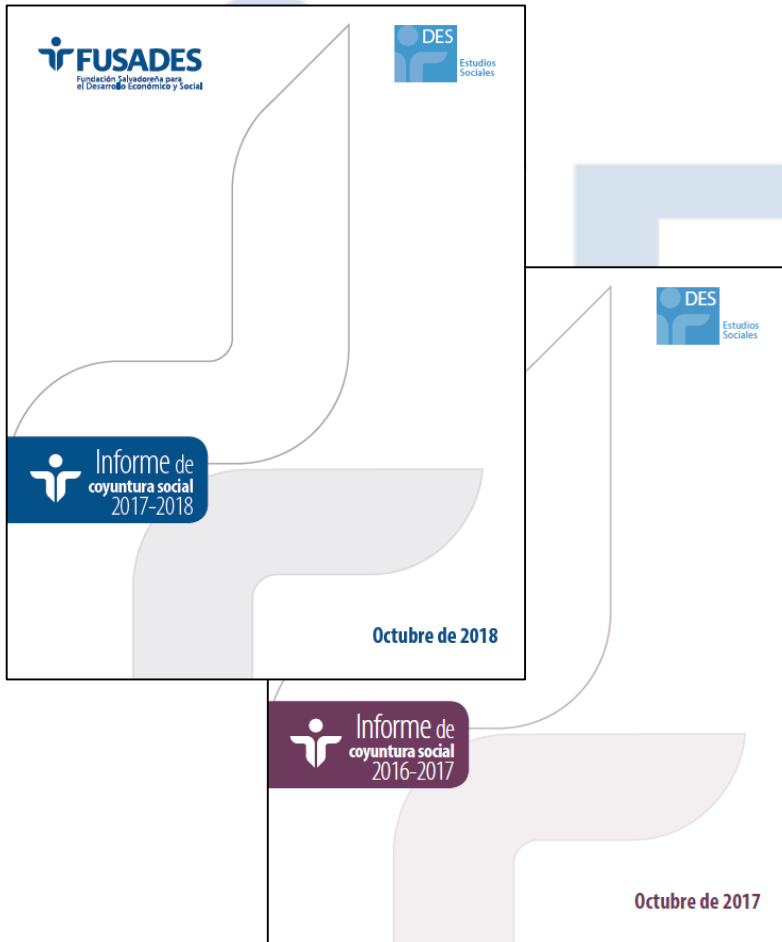 FUSADES
Fundación Salvadoreña para
el Desarrollo Económico y Social
DES
Estudios
Sociales
Informe de
coyuntura social
2017-2018
Octubre de 2018
DES
Estudios
Sociales
Informe de
coyuntura social
2016-2017
Octubre de 2017